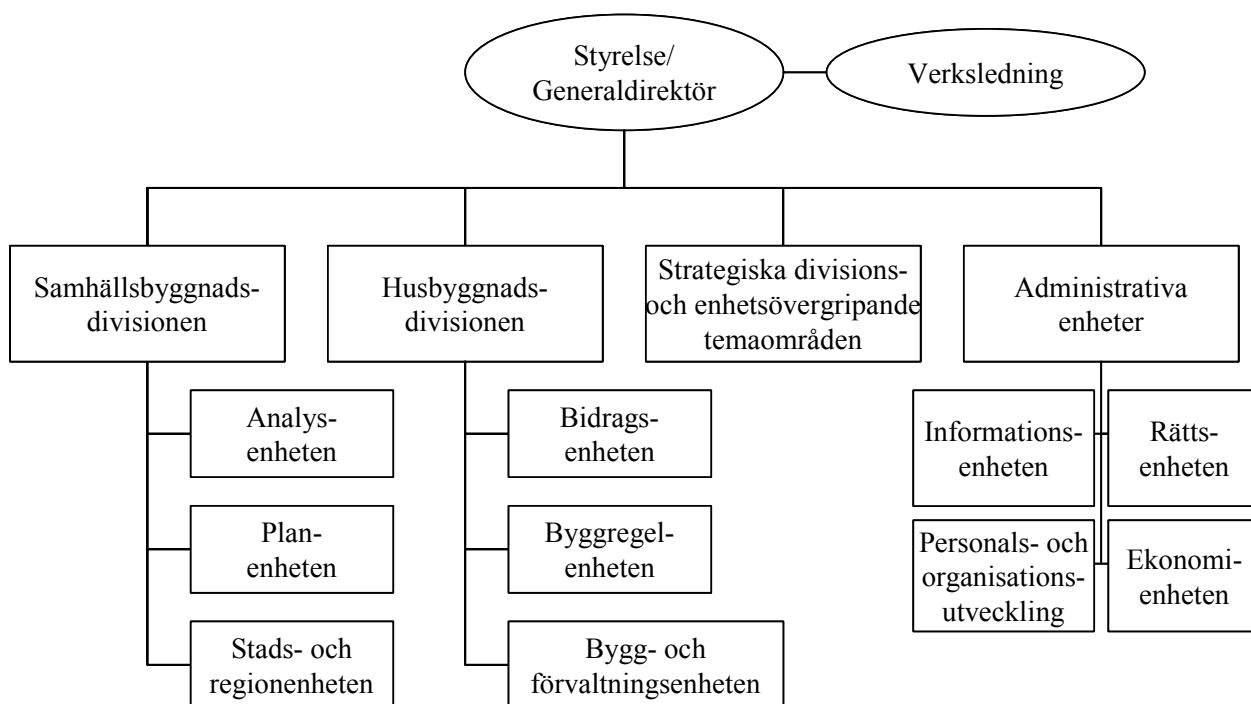 Styrelse/
Generaldirektör
Verksledning
Samhällsbyggnads-
divisionen
Husbyggnads-
divisionen
Strategiska divisions-
och enhetsövergripande
temaområden
Administrativa
enheter
Analys-
enheten
Plan-
enheten
Stads- och
regionenheten
Bidrags-
enheten
Byggregel-
enheten
Bygg- och
förvaltningsenheten
Informations-
enheten
Rätts-
enheten
Personals- och
organisations-
utveckling
Ekonomi-
enheten